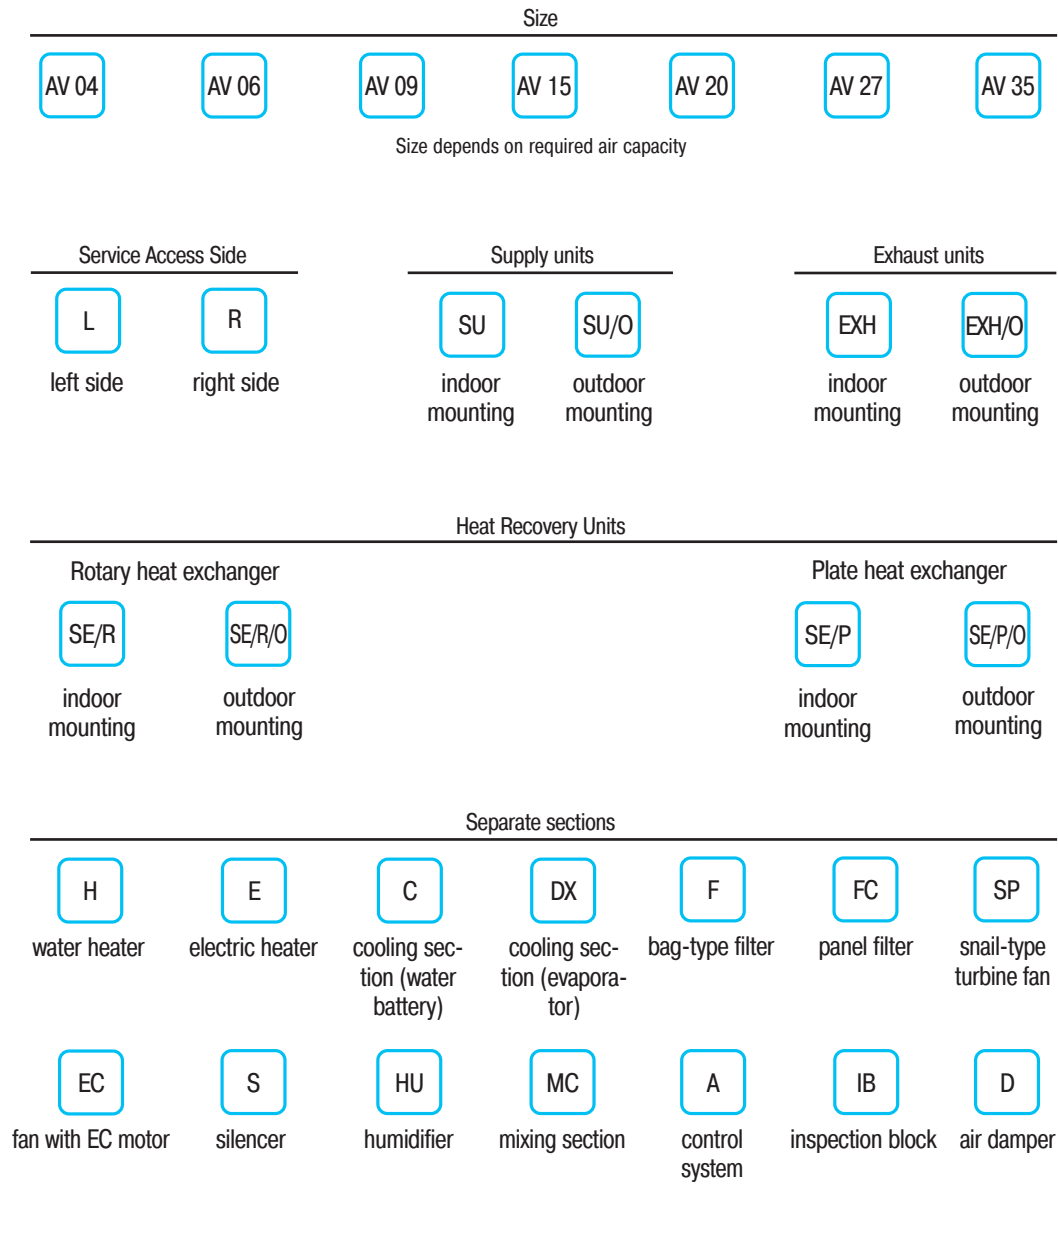 Size
AV 04 AV 06 AV 09 AV 15 AV 20 AV 27 AV 35
Size depends on required air capacity
Service Access Side Supply units Exhaust units
L R SU SU/O EXH EXH/O
left side right side indoor outdoor indoor outdoor
mounting mounting mounting mounting
Heat Recovery Units
Rotary heat exchanger Plate heat exchanger
SE/R SE/R/O SE/P SE/P/O
indoor outdoor indoor outdoor
mounting mounting mounting mounting
Separate sections
H E C DX F FC SP
water heater electric heater cooling sec- cooling sec- bag-type filter panel filter snail-type
tion (water tion (evapora- turbine fan
battery) tor)
EC S HU MC A IB D
fan with EC motor silencer humidifier mixing section control inspection block air damper
system